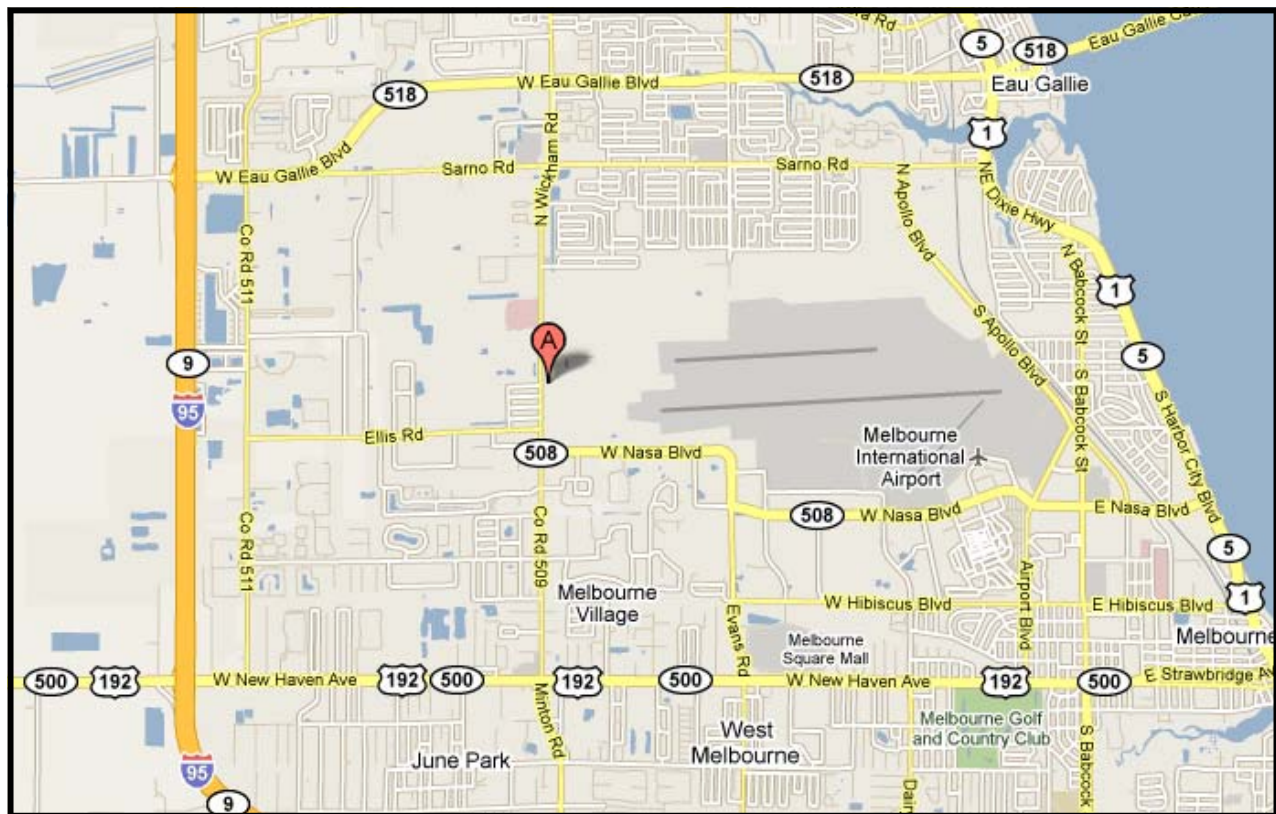 5
518
Eau Gallie
518
W Eau Gallie Blvd
518
Eau Gallie
1
W Eau Gallie Blvd
Sarno Rd
Sarno Rd
N Wickham Rd
N Apollo Blvd
NE Dixie Hwy
N Babcock St
Co Rd 511
1
S Apollo Blvd
A
9
5
95
S Babcock St
S Harbor City Blvd
Ellis Rd
508
W Nasa Blvd
Melbourne
International
Airport
508
W Nasa Blvd
E Nasa Blvd
Co Rd 511
Co Rd 509
5
Airport Blvd
Melbourne
Village
Evans Rd
W Hibiscus Blvd
E Hibiscus Blvd
1
Melbourne
Square Mall
Melbourne
500
192
W New Haven Ave
192
500
192
500
W New Haven Ave
192
500
E Strawbridge A
Minton Rd
West
Melbourne
Melbourne Golf
and Country Club
June Park
S Babcock
95
9
Dair